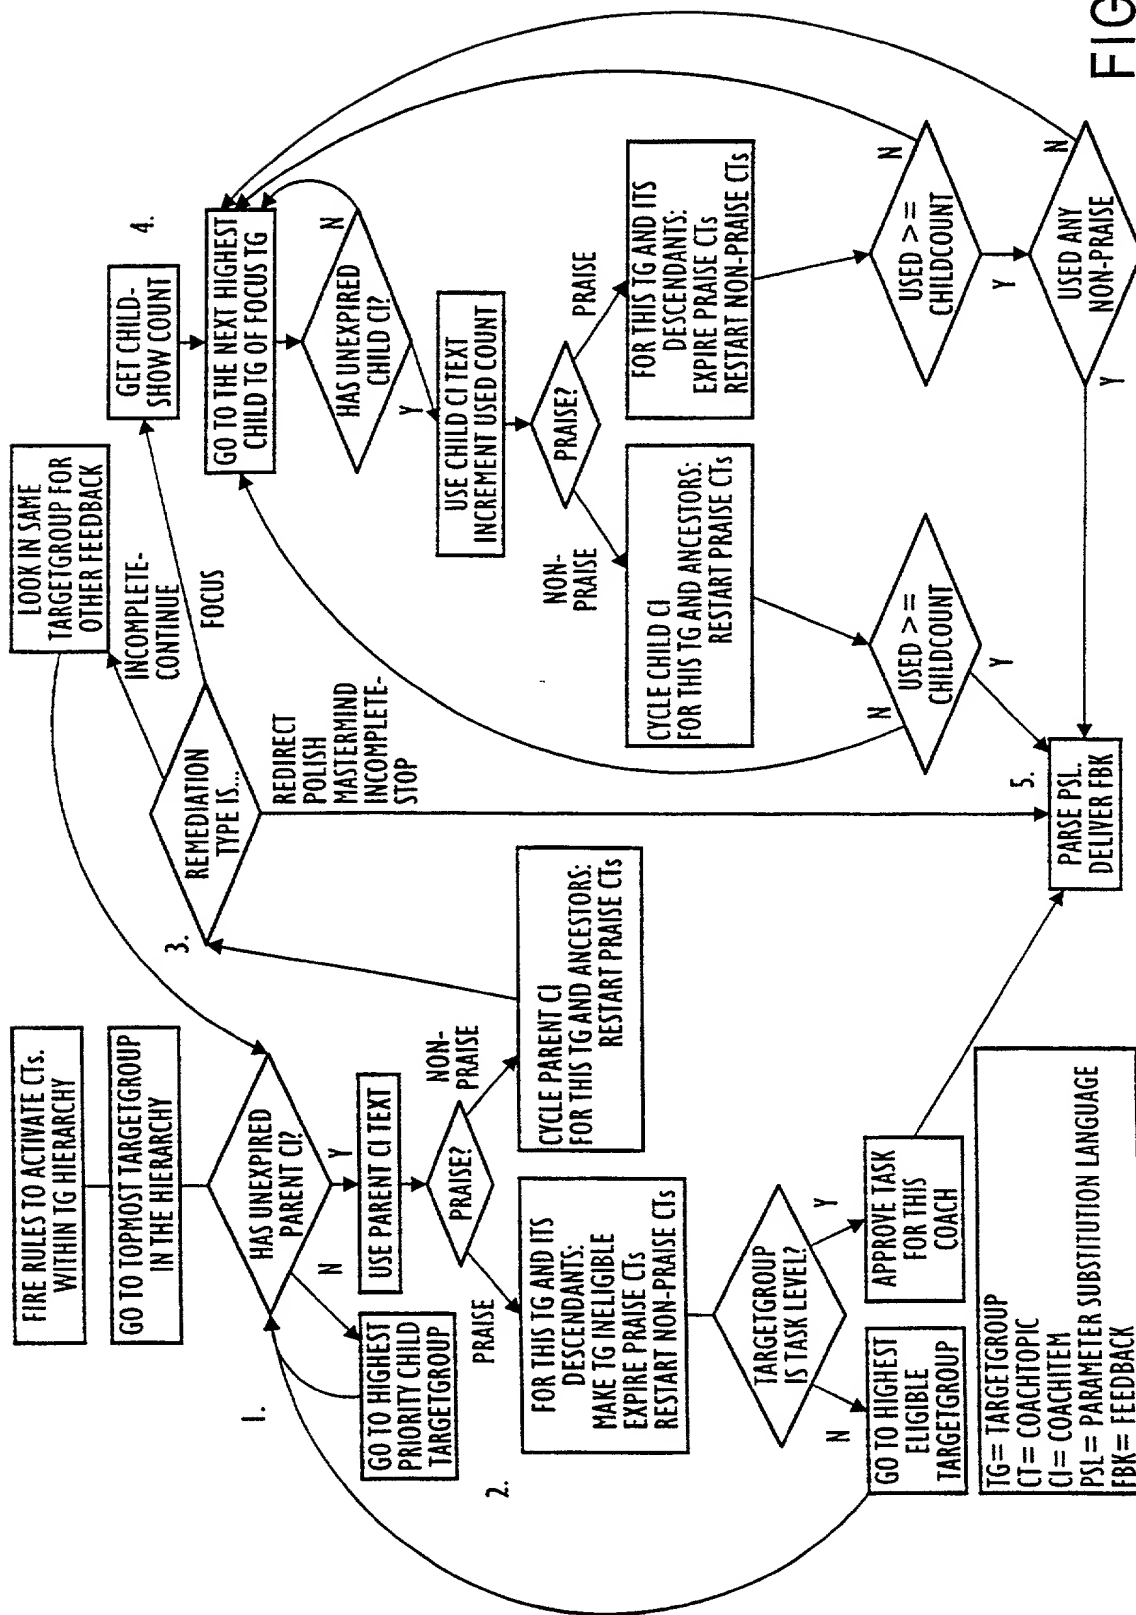 FIRE RULES TO ACTIVATE CTs.
WITHIN TG HIERARCHY
GO TO TOPMOST TARGETGROUP
IN THE HIERARCHY
1.
HAS UNEXPIRED
PARENT CI?
N
Y
GO TO HIGHEST
PRIORITY CHILD
TARGETGROUP
USE PARENT CI TEXT
2.
PRAISE?
PRAISE
NON-
PRAISE
FOR THIS TG AND ITS
DESCENDANTS:
MAKE TG INELIGIBLE
EXPIRE PRAISE CTs
RESTART NON-PRAISE CTs
CYCLE PARENT CI
FOR THIS TG AND ANCESTORS:
RESTART PRAISE CTs
TARGETGROUP
IS TASK LEVEL?
N
Y
GO TO HIGHEST
ELIGIBLE
TARGETGROUP
APPROVE TASK
FOR THIS
COACH
TG= TARGETGROUP
CT= COACHTOPIC
CI= COACHITEM
PSL= PARAMETER SUBSTITUTION LANGUAGE
FBK= FEEDBACK
3.
REMEDIATION
TYPE IS...
LOOK IN SAME
TARGETGROUP FOR
OTHER FEEDBACK
INCOMPLETE-
CONTINUE
FOCUS
REDIRECT
POLISH
MASTERMIND
INCOMPLETE-
STOP
4.
GET CHILD-
SHOW COUNT
GO TO THE NEXT HIGHEST
CHILD TG OF FOCUS TG
HAS UNEXPIRED
CHILD CI?
N
Y
USE CHILD CI TEXT
INCREMENT USED COUNT
PRAISE?
NON-
PRAISE
PRAISE
CYCLE CHILD CI
FOR THIS TG AND ANCESTORS:
RESTART PRAISE CTs
FOR THIS TG AND ITS
DESCENDANTS:
EXPIRE PRAISE CTs
RESTART NON-PRAISE CTs
USED > =
CHILDCOUNT
N
Y
USED > =
CHILDCOUNT
N
Y
USED ANY
NON-PRAISE
N
Y
5.
PARSE PSL.
DELIVER FBK
FIG